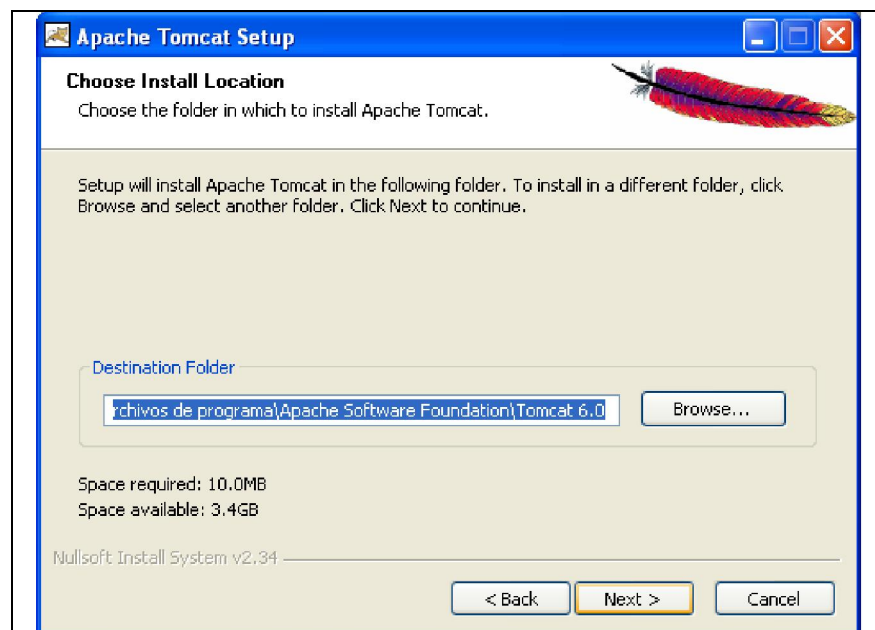 Apache Tomcat Setup
Choose Install Location
Choose the folder in which to install Apache Tomcat.
Setup will install Apache Tomcat in the following folder. To install in a different folder, click
Browse and select another folder. Click Next to continue.
Destination Folder
rchivos de programa\Apache Software Foundation\Tomcat 6.0
Browse...
Space required: 10.0MB
Space available: 3.4GB
Nullsoft Install System v2.34
< Back
Next >
Cancel